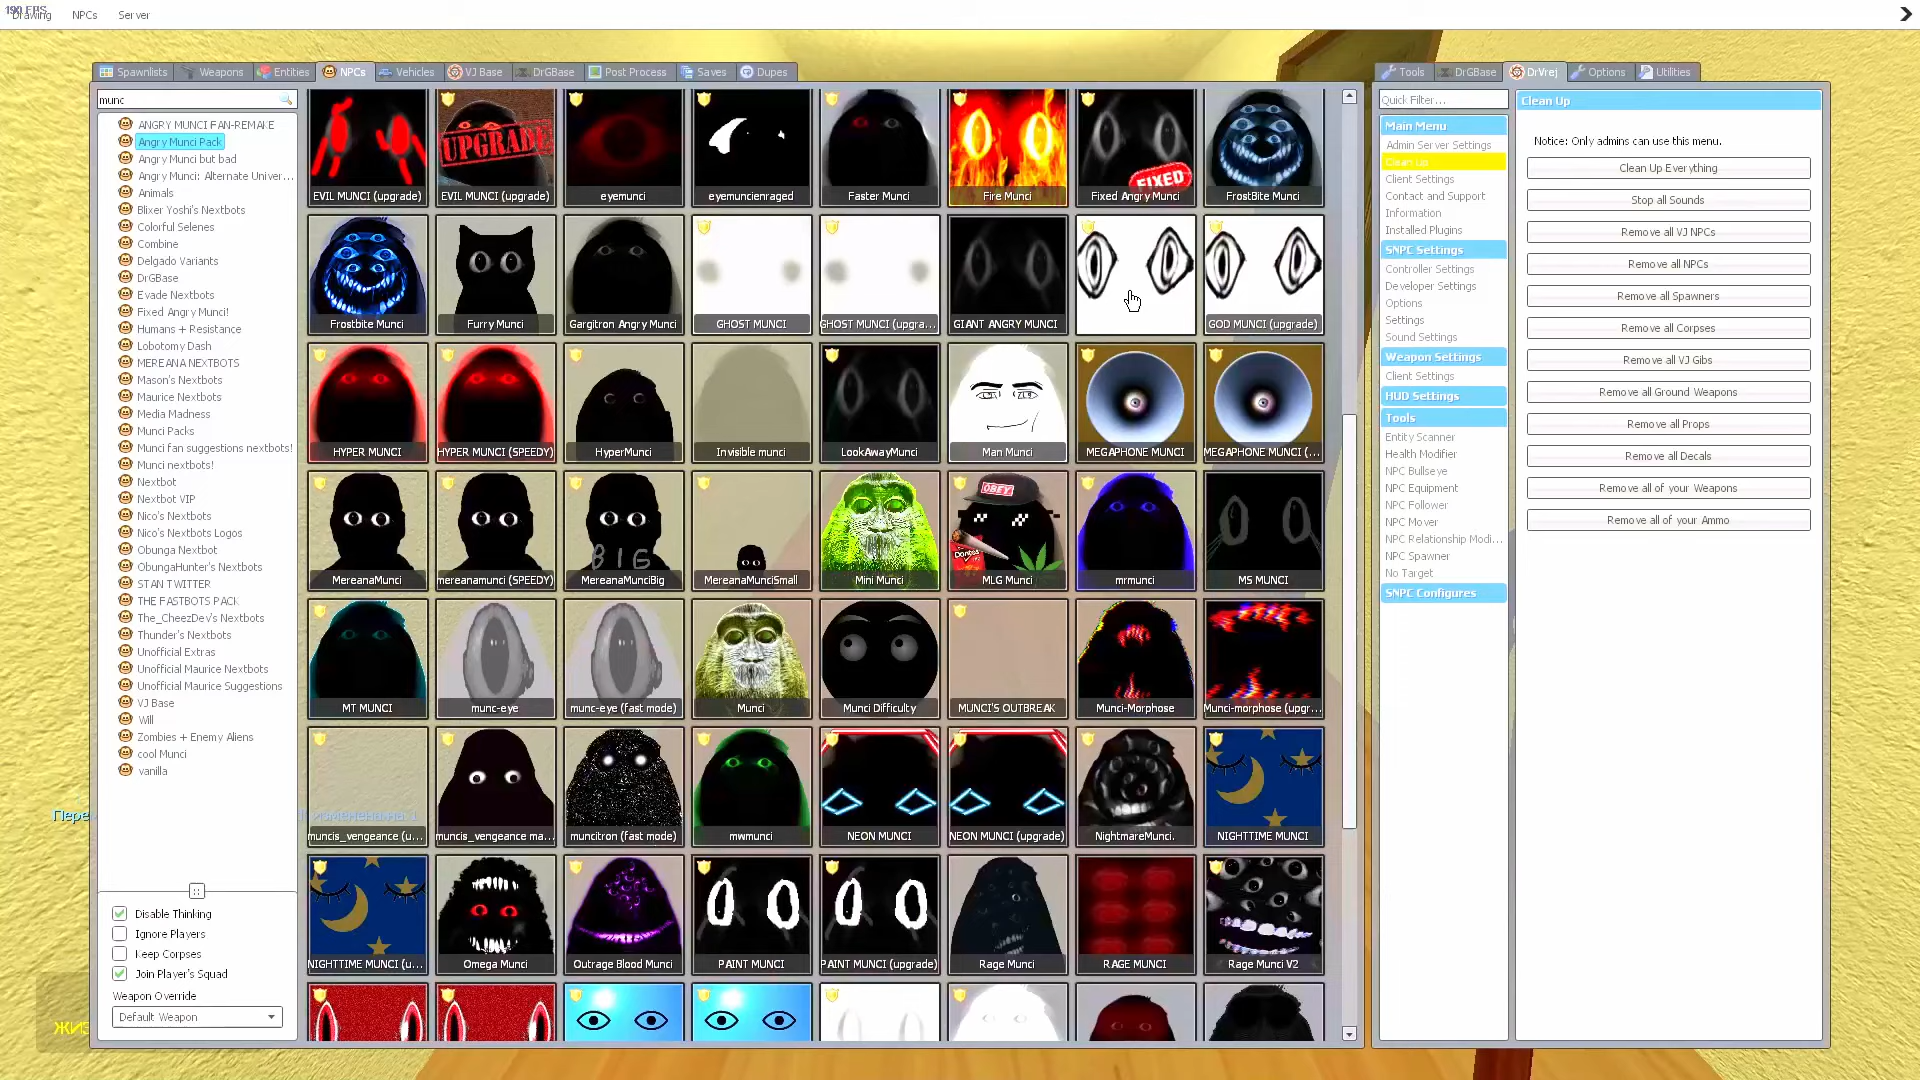 190 FPS
Drawing NPCs Server
Spawnlists Weapons Entities NPCs Vehicles VJ Base DrGBase Post Process Saves Dupes
munc
ANGRY MUNCI FAN-REMAKE
Angry Munci Pack
Angry Munci but bad
Angry Munci: Alternate Univer...
Animals
Blixer Yoshi's Nextbots
Colorful Selenes
Combine
Delgado Variants
DrGBase
Evade Nextbots
Fixed Angry Munci!
Humans + Resistance
Lobotomy Dash
MEREANA NEXTBOTS
Mason's Nextbots
Maurice Nextbots
Media Madness
Munci Packs
Munci fan suggestions nextbots!
Munci nextbots!
Nextbot
Nextbot VIP
Nico's Nextbots
Nico's Nextbots Logos
Obunga Nextbot
ObungaHunter's Nextbots
STAN TWITTER
THE FASTBOTS PACK
The_CheezDev's Nextbots
Thunder's Nextbots
Unofficial Extras
Unofficial Maurice Nextbots
Unofficial Maurice Suggestions
VJ Base
Will
Zombies + Enemy Aliens
cool Munci
vanilla
Disable Thinking
Ignore Players
Keep Corpses
Join Player's Squad
Weapon Override
Default Weapon
UPGRADE
FIXED
EVIL MUNCI (upgrade) EVIL MUNCI (upgrade) eyemunci eyemuncienraged Faster Munci Fire Munci Fixed Angry Munci FrostBite Munci
Frostbite Munci Furry Munci Gargitron Angry Munci GHOST MUNCI GHOST MUNCI (upgra... GIANT ANGRY MUNCI GOD MUNCI (upgrade)
HYPER MUNCI HYPER MUNCI (SPEEDY) HyperMunci Invisible munci LookAwayMunci Man Munci MEGAPHONE MUNCI MEGAPHONE MUNCI (...
BIG
OBEY
Doritos
MereanaMunci mereanamunci (SPEEDY) MereanaMunciBig MereanaMunciSmall Mini Munci MLG Munci mrmunci MS MUNCI
MT MUNCI munc-eye munc-eye (fast mode) Munci Munci Difficulty MUNCI'S OUTBREAK Munci-Morphose Munci-morphose (upgr...
muncis_vengeance (u... muncis_vengeance ma... muncitron (fast mode) mwmunci NEON MUNCI NEON MUNCI (upgrade) NightmareMunci. NIGHTTIME MUNCI
NIGHTTIME MUNCI (u... Omega Munci Outrage Blood Munci PAINT MUNCI PAINT MUNCI (upgrade) Rage Munci RAGE MUNCI Rage Munci V2
Tools DrGBase DrVrej Options Utilities
Quick Filter...
Main Menu
Admin Server Settings
Clean Up
Client Settings
Contact and Support
Information
Installed Plugins
SNPC Settings
Controller Settings
Developer Settings
Options
Settings
Sound Settings
Weapon Settings
Client Settings
HUD Settings
Tools
Entity Scanner
Health Modifier
NPC Bullseye
NPC Equipment
NPC Follower
NPC Mover
NPC Relationship Modi...
NPC Spawner
No Target
SNPC Configures
Clean Up
Notice: Only admins can use this menu.
Clean Up Everything
Stop all Sounds
Remove all VJ NPCs
Remove all NPCs
Remove all Spawners
Remove all Corpses
Remove all VJ Gibs
Remove all Ground Weapons
Remove all Props
Remove all Decals
Remove all of your Weapons
Remove all of your Ammo